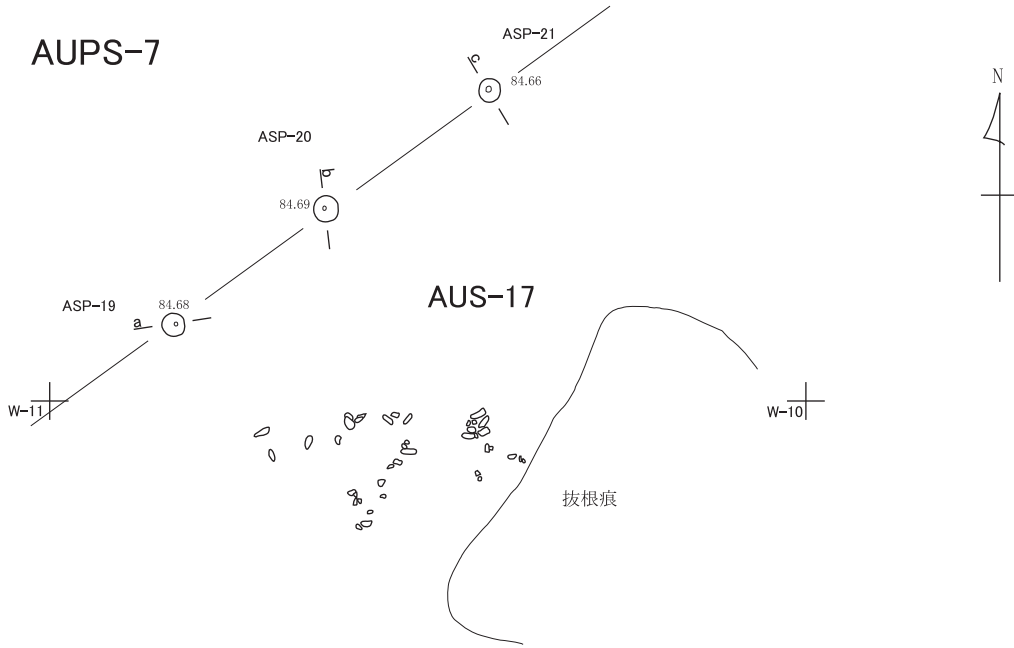 AUPS-7
ASP-21
c
84.66
N
ASP-20
b
84.69
AUS-17
ASP-19
84.68
a
W-11
W-10
抜根痕